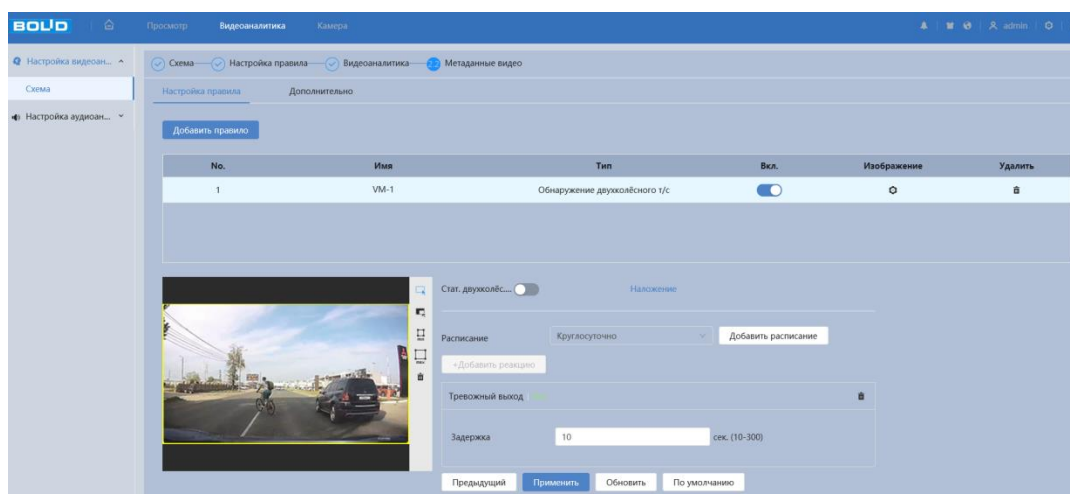 BOLID Просмотр Видеоаналитика Камера admin
Настройка видеоан... Схема Настройка правила Видеоаналитика Метаданные видео
Схема Настройка правила Дополнительно
Настройка аудиоан...
Добавить правило
No. Имя Тип Вкл. Изображение Удалить
1 VM-1 Обнаружение двухколёсного т/с
Стат. двухколёс.... Наложение
Расписание Круглосуточно Добавить расписание
+Добавить реакцию
Тревожный выход
Задержка 10 сек. (10-300)
Предыдущий Применить Обновить По умолчанию